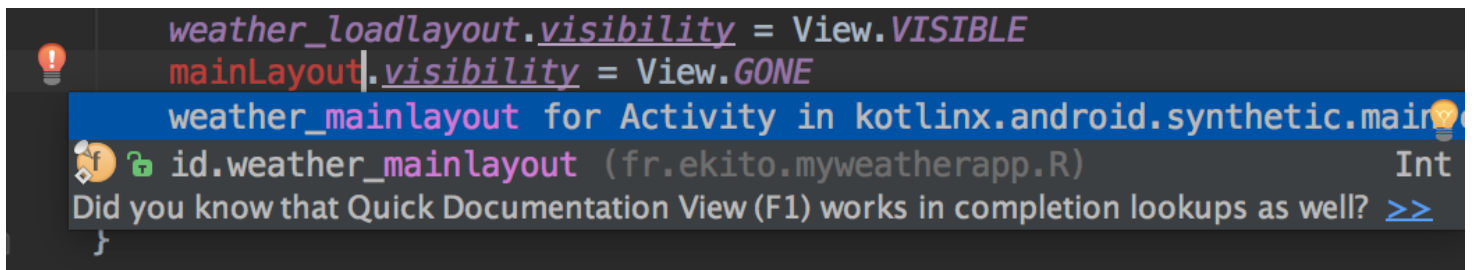 weather_loadlayout.visibility = View.VISIBLE
mainLayout.visibility = View.GONE
weather_mainlayout for Activity in kotlinx.android.synthetic.main
f id.weather_mainlayout (fr.ekito.myweatherapp.R) Int
Did you know that Quick Documentation View (F1) works in completion lookups as well? >>
}